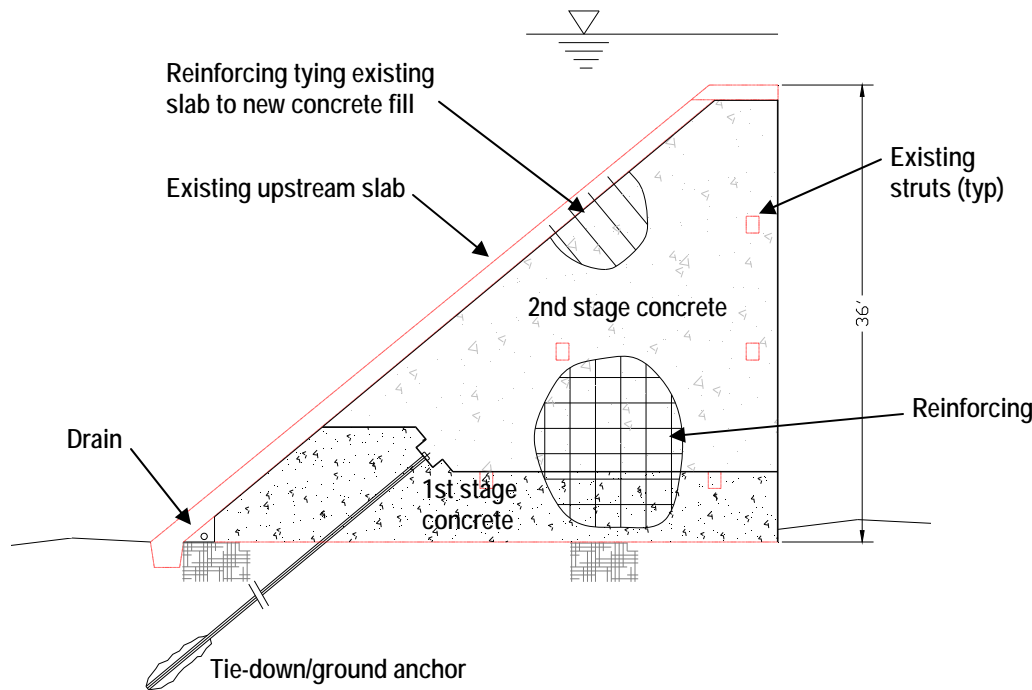 Reinforcing tying existing
slab to new concrete fill
Existing upstream slab
Existing
struts (typ)
2nd stage concrete
36'
Reinforcing
Drain
1st stage
concrete
Tie-down/ground anchor